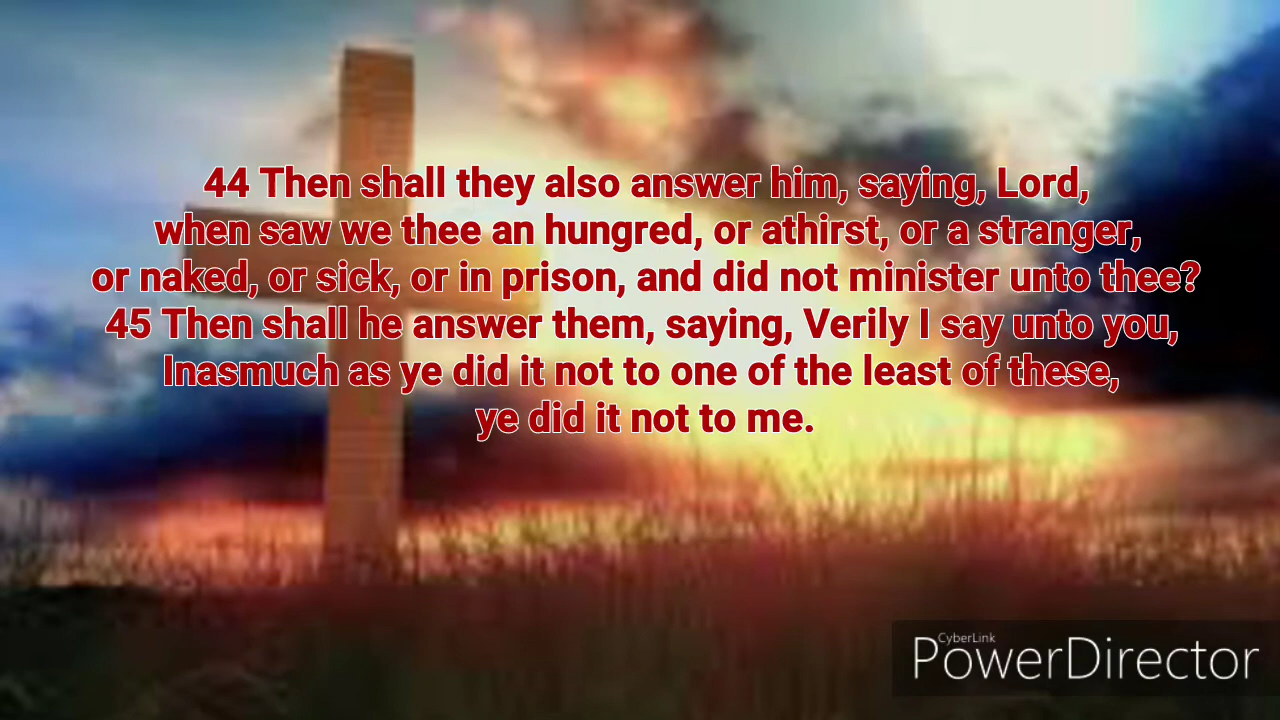 44 Then shall they also answer him, saying, Lord,
when saw we thee an hungred, or athirst, or a stranger,
or naked, or sick, or in prison, and did not minister unto thee?
45 Then shall he answer them, saying, Verily I say unto you,
Inasmuch as ye did it not to one of the least of these,
ye did it not to me.
CyberLink
PowerDirector